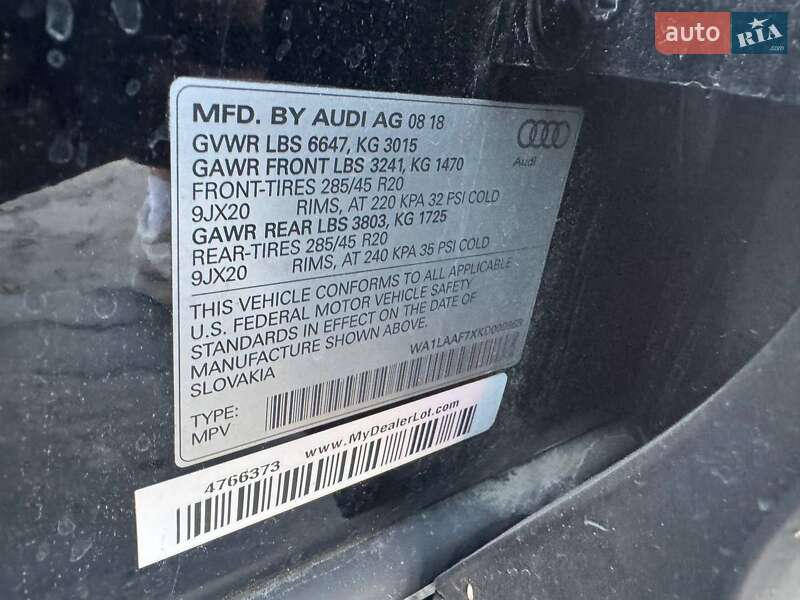 auto RIA .com
MFD. BY AUDI AG 08 18
GVWR LBS 6647, KG 3015
GAWR FRONT LBS 3241, KG 1470
FRONT-TIRES 285/45 R20
9JX20 RIMS, AT 220 KPA 32 PSI COLD
GAWR REAR LBS 3803, KG 1725
REAR-TIRES 285/45 R20
9JX20 RIMS, AT 240 KPA 35 PSI COLD
Audi
THIS VEHICLE CONFORMS TO ALL APPLICABLE
U.S. FEDERAL MOTOR VEHICLE SAFETY
STANDARDS IN EFFECT ON THE DATE OF
MANUFACTURE SHOWN ABOVE.
SLOVAKIA
TYPE:
MPV
4766373 www.MyDealerLot.com